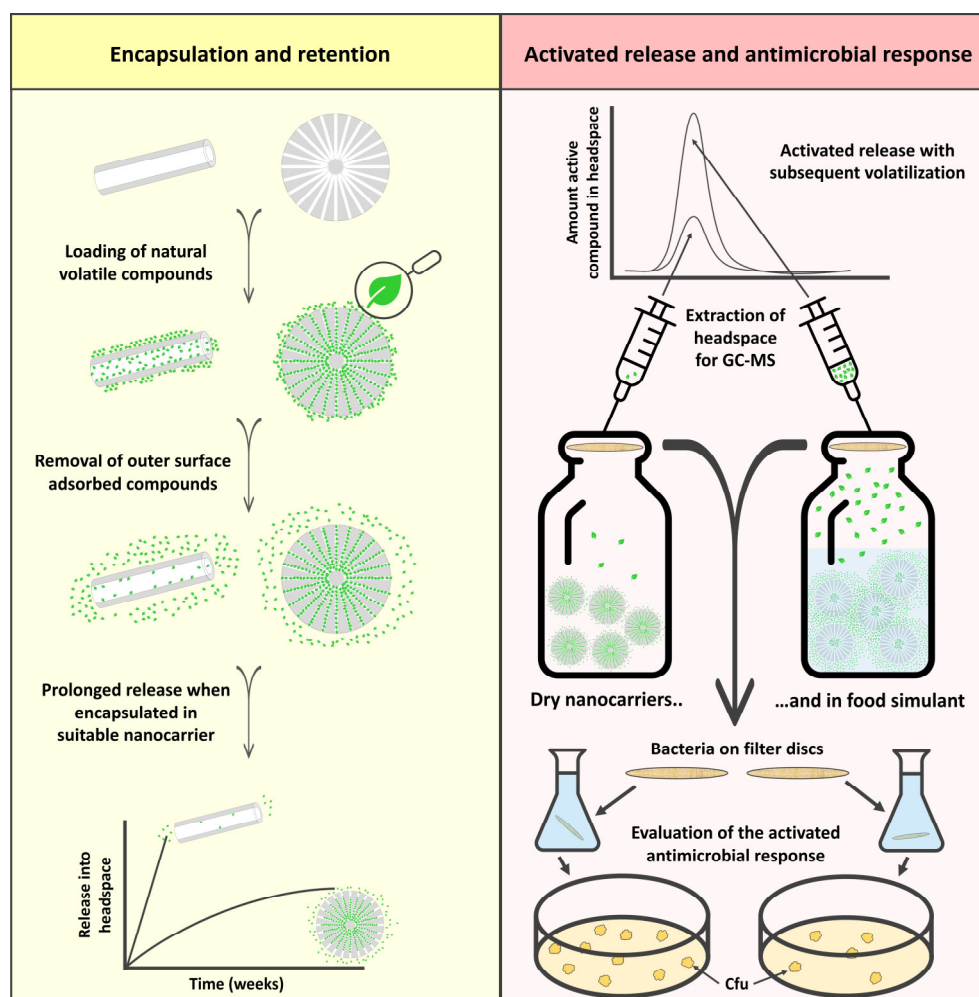 Encapsulation and retention
Loading of natural
volatile compounds
Removal of outer surface
adsorbed compounds
Prolonged release when
encapsulated in
suitable nanocarrier
Release into
headspace
Time (weeks)
Activated release and antimicrobial response
Amount active
compound in headspace
Activated release with
subsequent volatilization
Extraction of
headspace
for GC-MS
Dry nanocarriers..
...and in food simulant
Bacteria on filter discs
Evaluation of the activated
antimicrobial response
Cfu